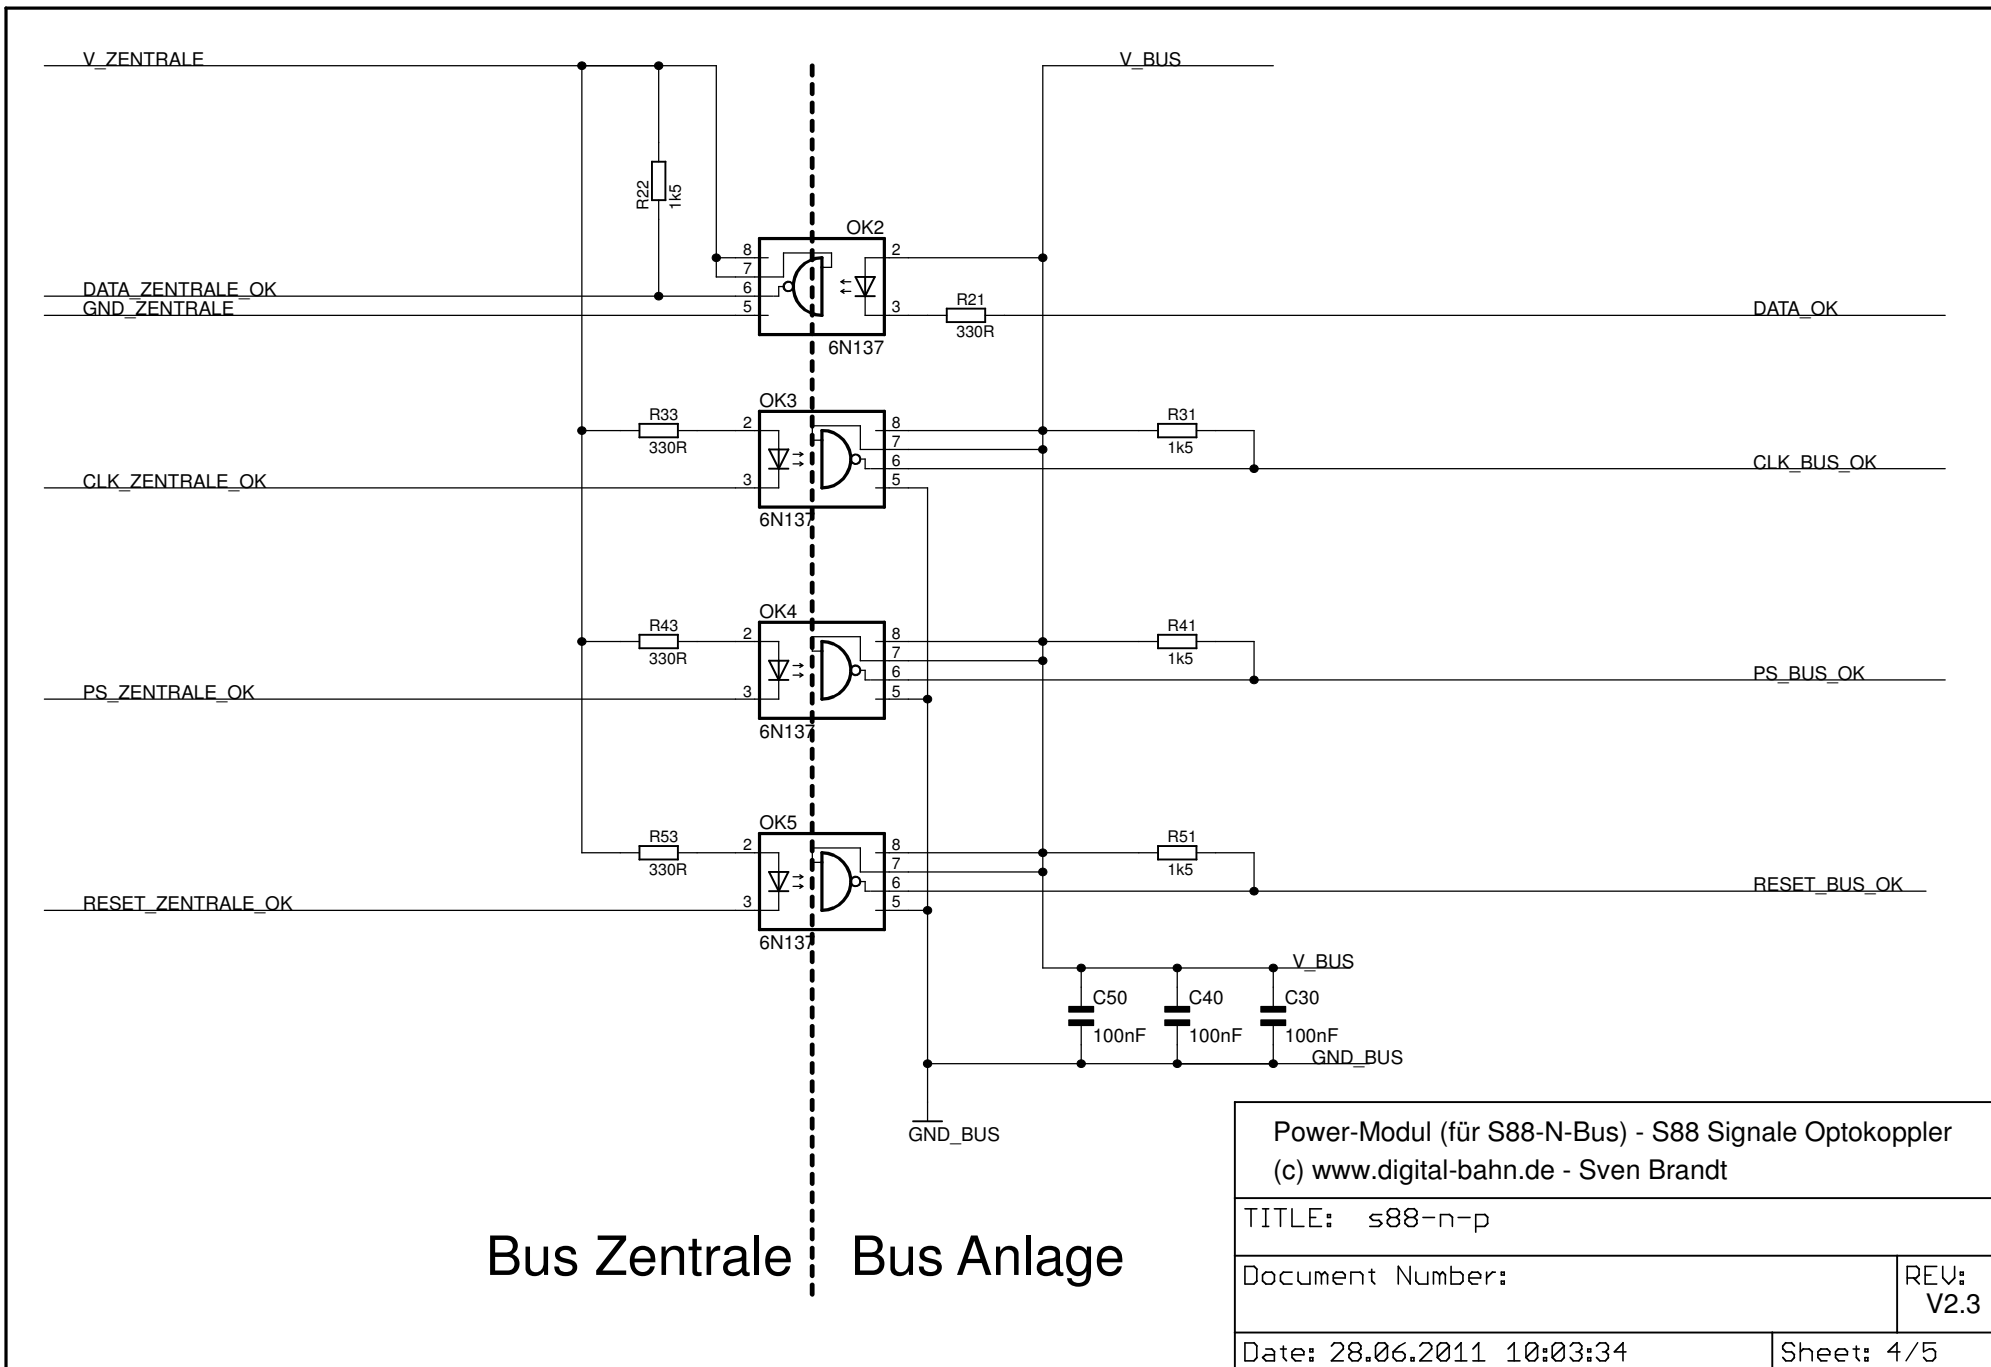 V_ZENTRALE
V_BUS
R22
1k5
OK2
8
7
6
5
2
3
6N137
DATA_ZENTRALE_OK
GND_ZENTRALE
R21
330R
DATA_OK
OK3
R33
330R
2
3
8
7
6
5
6N137
R31
1k5
CLK_ZENTRALE_OK
CLK_BUS_OK
OK4
R43
330R
2
3
8
7
6
5
6N137
R41
1k5
PS_ZENTRALE_OK
PS_BUS_OK
OK5
R53
330R
2
3
8
7
6
5
6N137
R51
1k5
RESET_ZENTRALE_OK
RESET_BUS_OK
V_BUS
C50
100nF
C40
100nF
C30
100nF
GND_BUS
GND_BUS
Bus Zentrale
Bus Anlage
Power-Modul (für S88-N-Bus) - S88 Signale Optokoppler
(c) www.digital-bahn.de - Sven Brandt
TITLE: s88-n-p
Document Number:
REV:
V2.3
Date: 28.06.2011 10:03:34
Sheet: 4/5